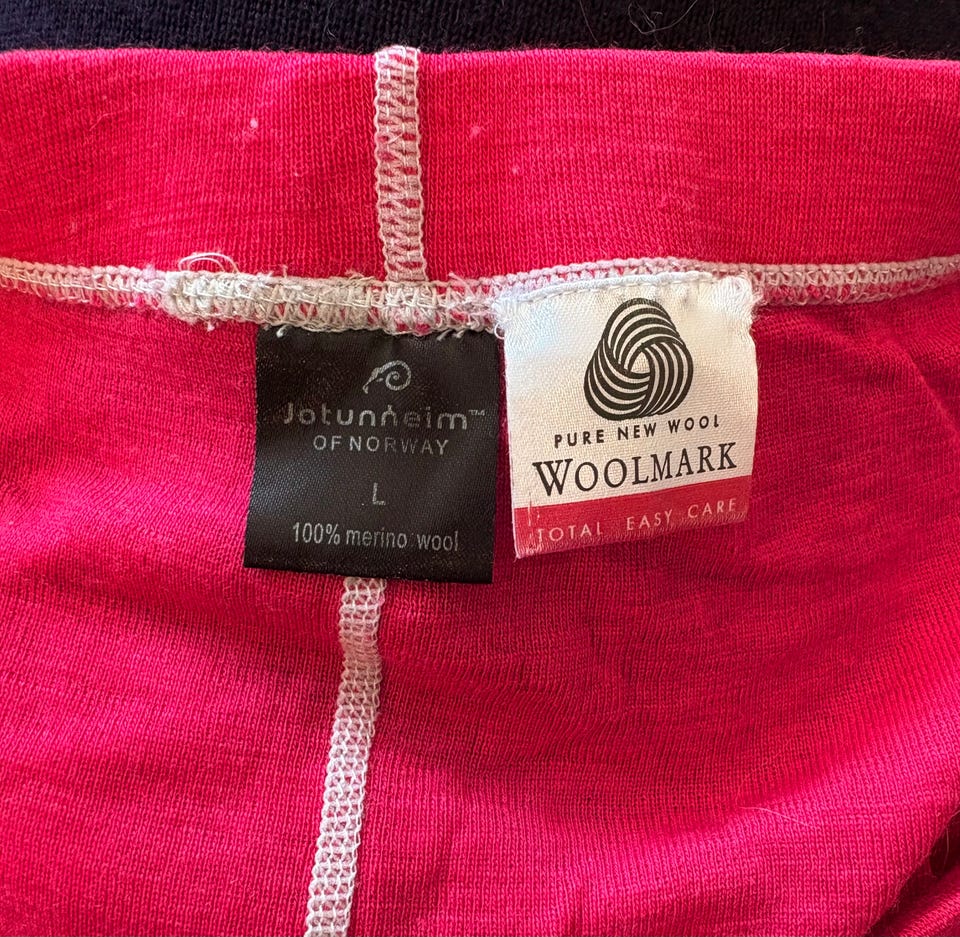 Jotunheim™
OF NORWAY
L
100% merino wool
PURE NEW WOOL
WOOLMARK
TOTAL EASY CARE